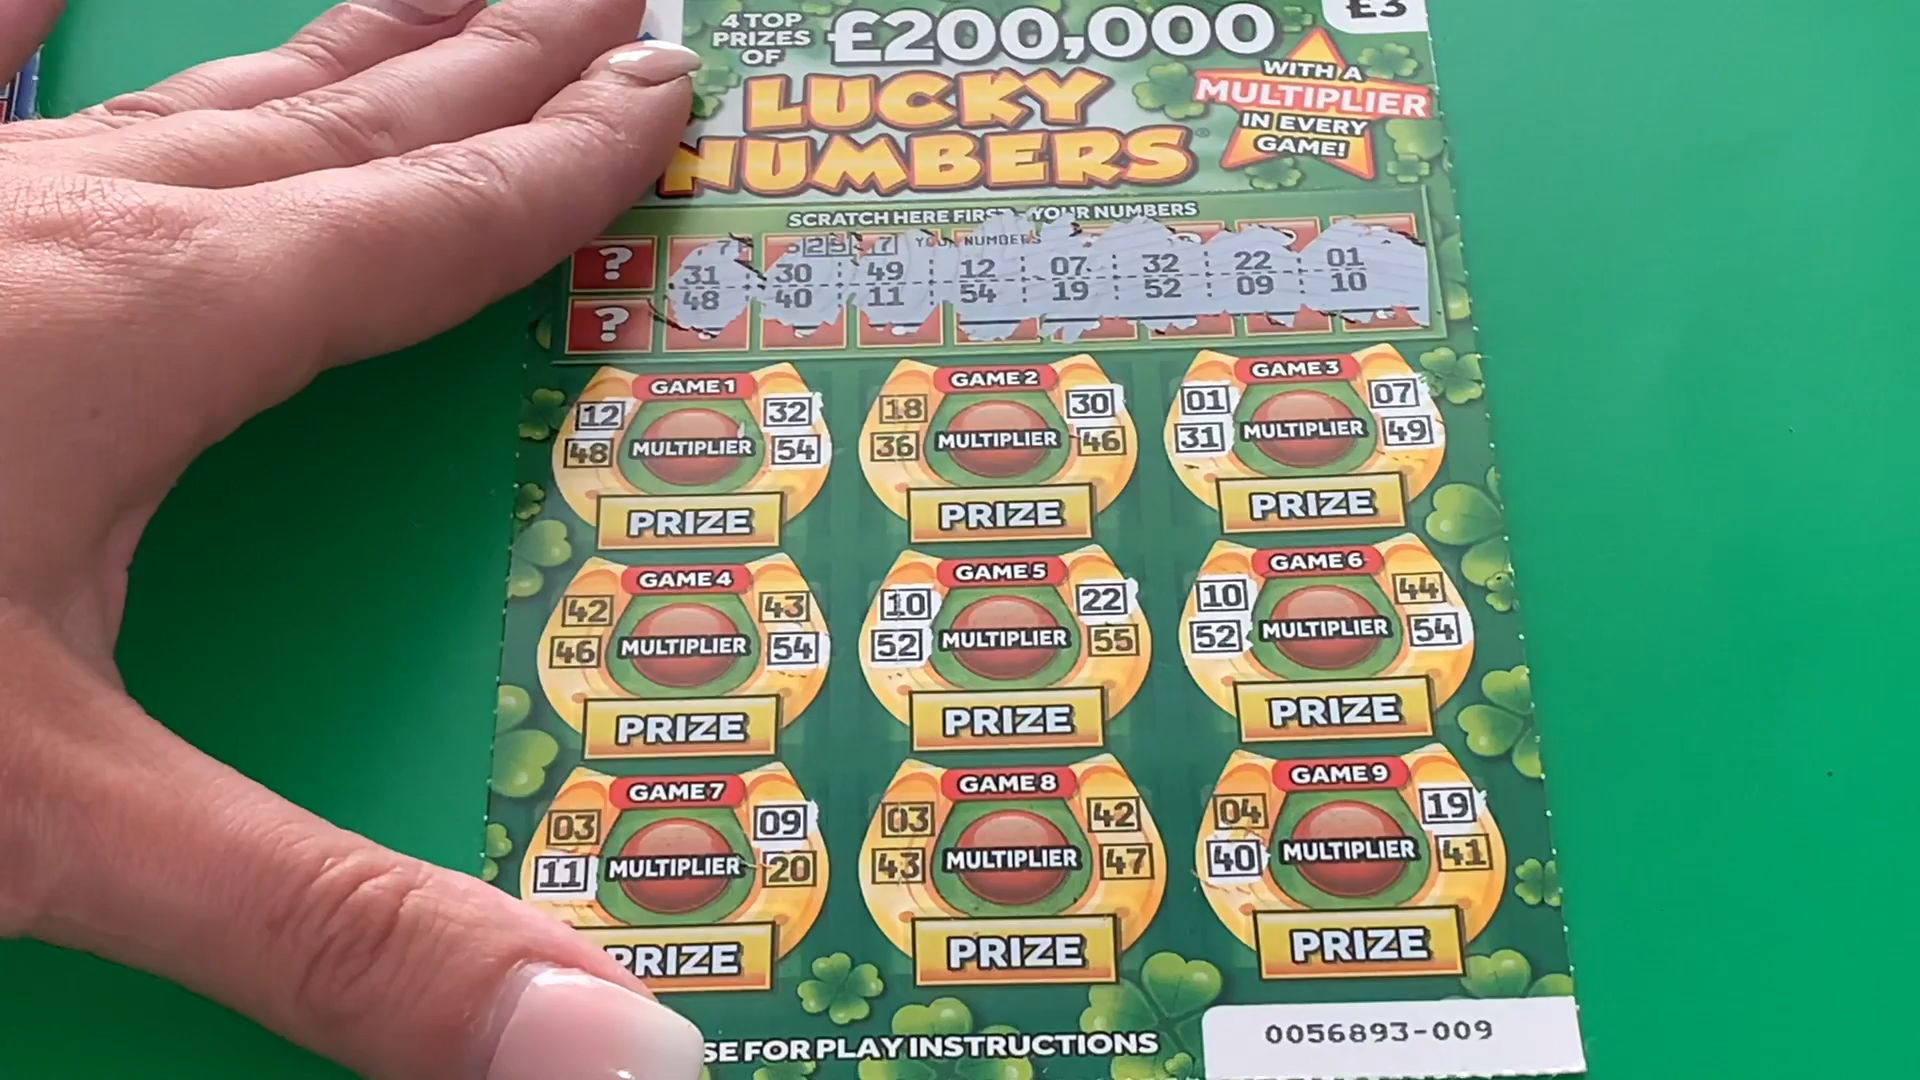 4 TOP PRIZES OF £200,000
£3
LUCKY NUMBERS®
WITH A
MULTIPLIER
IN EVERY
GAME!
SCRATCH HERE FIRST - YOUR NUMBERS
YOUR NUMBERS
? 31 30 49 12 07 32 22 01
? 48 40 11 54 19 52 09 10
GAME 1 GAME 2 GAME 3
12 32 18 30 01 07
48 MULTIPLIER 54 36 MULTIPLIER 46 31 MULTIPLIER 49
PRIZE PRIZE PRIZE
GAME 4 GAME 5 GAME 6
42 43 10 22 10 44
46 MULTIPLIER 54 52 MULTIPLIER 55 52 MULTIPLIER 54
PRIZE PRIZE PRIZE
GAME 7 GAME 8 GAME 9
03 09 03 42 04 19
11 MULTIPLIER 20 43 MULTIPLIER 47 40 MULTIPLIER 41
PRIZE PRIZE PRIZE
FOR PLAY INSTRUCTIONS
0056893-009